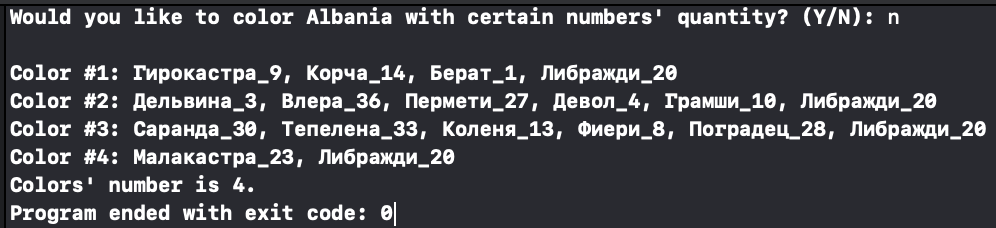 Would you like to color Albania with certain numbers' quantity? (Y/N): n
Color #1: Гирокастра_9, Корча_14, Берат_1, Либражди_20
Color #2: Дельвина_3, Влера_36, Пермети_27, Девол_4, Грамши_10, Либражди_20
Color #3: Саранда_30, Тепелена_33, Коленя_13, Фиери_8, Поградец_28, Либражди_20
Color #4: Малакастра_23, Либражди_20
Colors' number is 4.
Program ended with exit code: 0